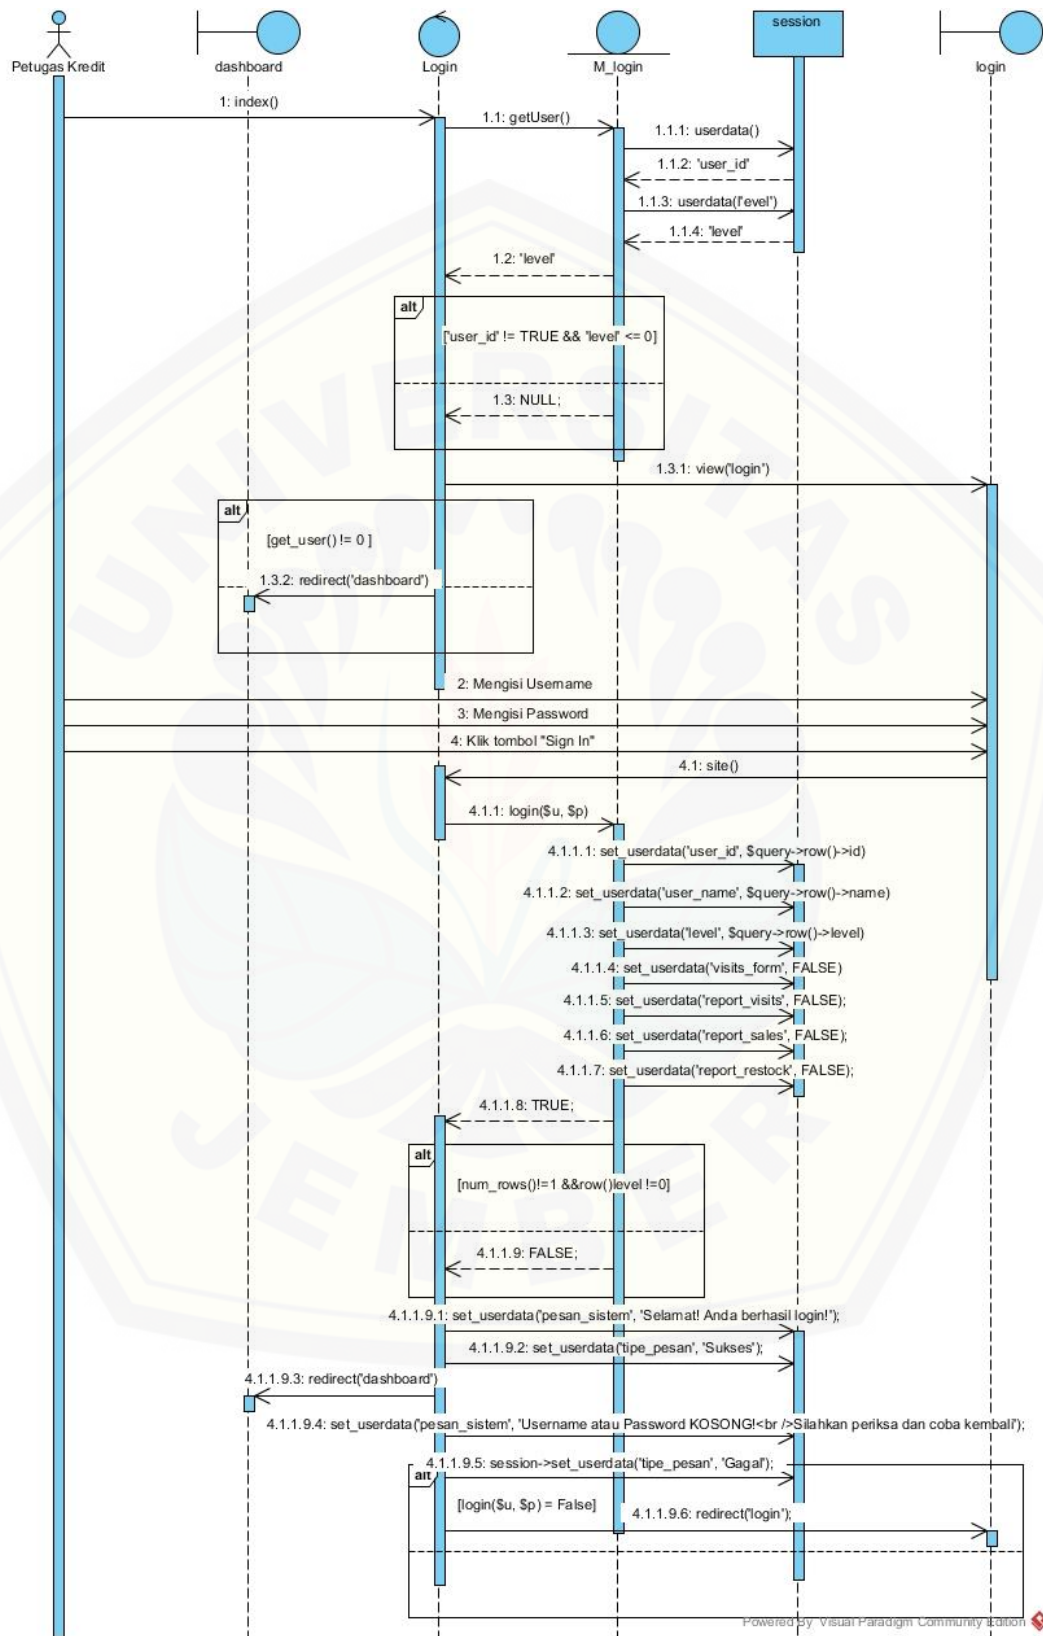 session
Petugas Kredit
dashboard
Login
M_login
login
1: index()
1.1: getUser()
1.1.1: userdata()
1.1.2: 'user_id'
1.1.3: userdata(l'evel')
1.1.4: 'level'
1.2: 'level'
alt
['user_id' != TRUE && 'level' <= 0]
1.3: NULL;
1.3.1: view('login')
alt
[get_user() != 0 ]
1.3.2: redirect('dashboard')
2: Mengisi Username
3: Mengisi Password
4: Klik tombol "Sign In"
4.1: site()
4.1.1: login($u, $p)
4.1.1.1: set_userdata('user_id', $query->row()->id)
4.1.1.2: set_userdata('user_name', $query->row()->name)
4.1.1.3: set_userdata('level', $query->row()->level)
4.1.1.4: set_userdata('visits_form', FALSE)
4.1.1.5: set_userdata('report_visits', FALSE);
4.1.1.6: set_userdata('report_sales', FALSE);
4.1.1.7: set_userdata('report_restock', FALSE);
4.1.1.8: TRUE;
alt
[num_rows()!=1 &&row()level !=0]
4.1.1.9: FALSE;
4.1.1.9.1: set_userdata('pesan_sistem', 'Selamat! Anda berhasil login!');
4.1.1.9.2: set_userdata('tipe_pesan', 'Sukses');
4.1.1.9.3: redirect('dashboard')
4.1.1.9.4: set_userdata('pesan_sistem', 'Username atau Password KOSONG!<br />Silahkan periksa dan coba kembali');
4.1.1.9.5: session->set_userdata('tipe_pesan', 'Gagal');
alt
[login($u, $p) = False]
4.1.1.9.6: redirect('login');
Powered By Visual Paradigm Community Edition
UNIVERSITAS
JEMBER